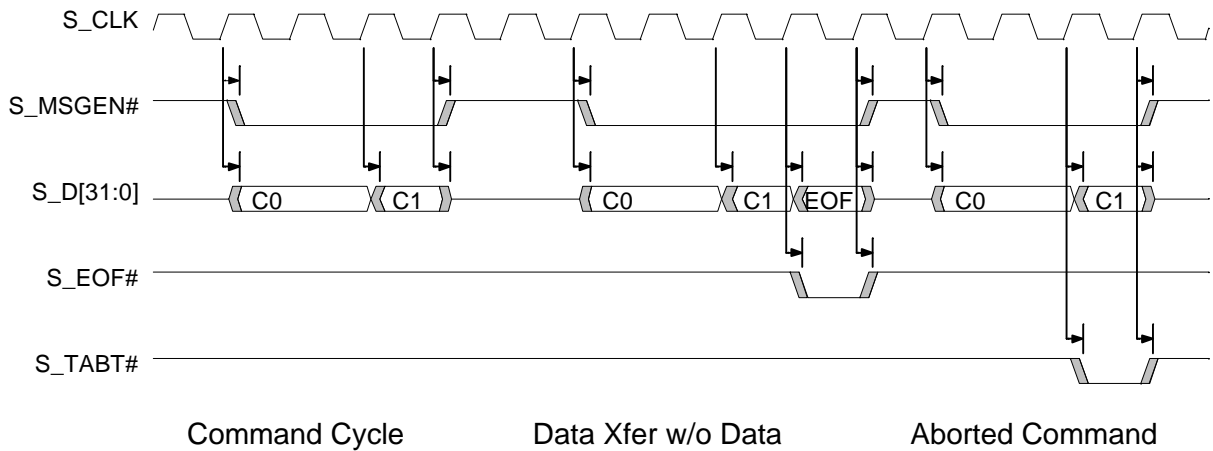 S_CLK
S_MSGEN#
S_D[31:0]
C0 C1 C0 C1 EOF C0 C1
S_EOF#
S_TABT#
Command Cycle Data Xfer w/o Data Aborted Command